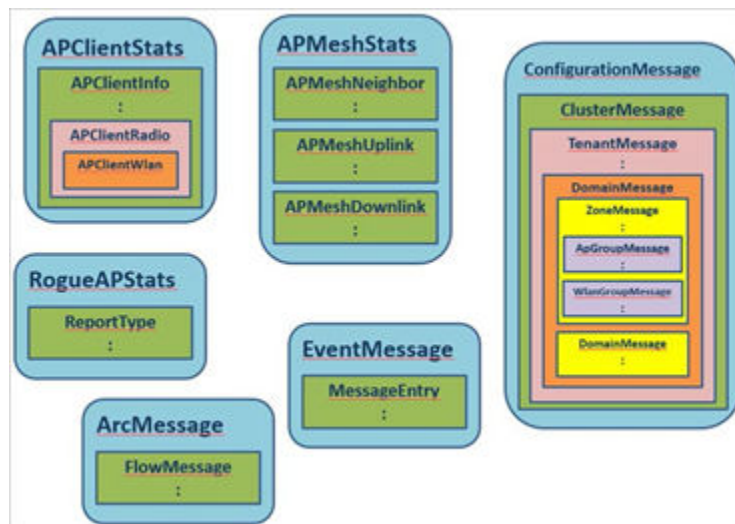 APClientStats
APClientInfo
:
APClientRadio
APClientWlan
APMeshStats
APMeshNeighbor
:
APMeshUplink
:
APMeshDownlink
:
ConfigurationMessage
ClusterMessage
TenantMessage
:
DomainMessage
ZoneMessage
:
ApGroupMessage
:
WlanGroupMessage
:
DomainMessage
:
RogueAPStats
ReportType
:
EventMessage
MessageEntry
:
ArcMessage
FlowMessage
: